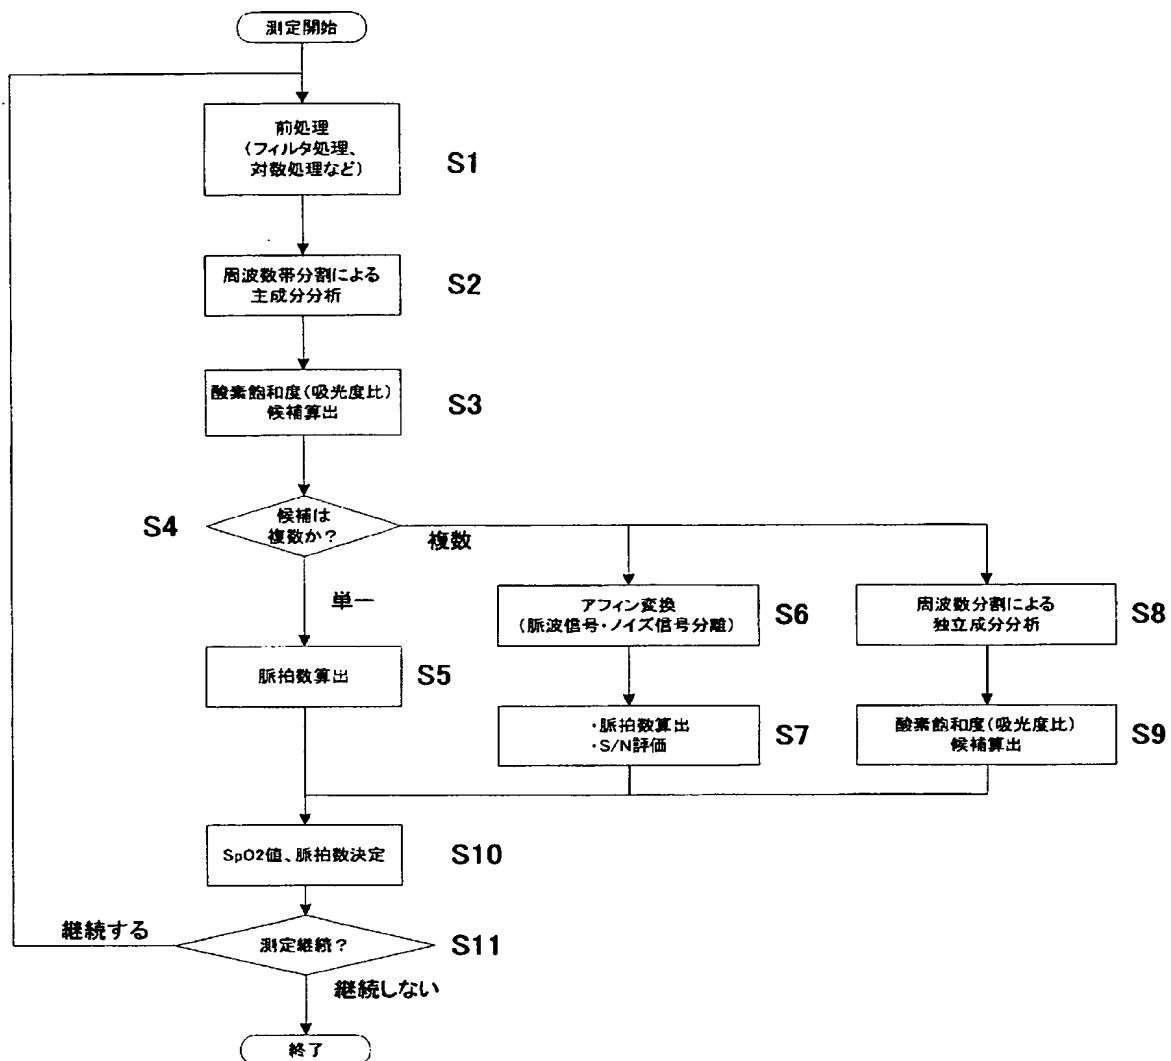 測定開始
前処理
(フィルタ処理、
対数処理など)
S1
周波数帯分割による
主成分分析
S2
酸素飽和度(吸光度比)
候補算出
S3
S4
候補は
複数か?
複数
単一
脈拍数算出
S5
アフィン変換
(脈波信号・ノイズ信号分離)
S6
・脈拍数算出
・S/N評価
S7
周波数分割による
独立成分分析
S8
酸素飽和度(吸光度比)
候補算出
S9
SpO2値、脈拍数決定
S10
継続する
測定継続?
S11
継続しない
終了